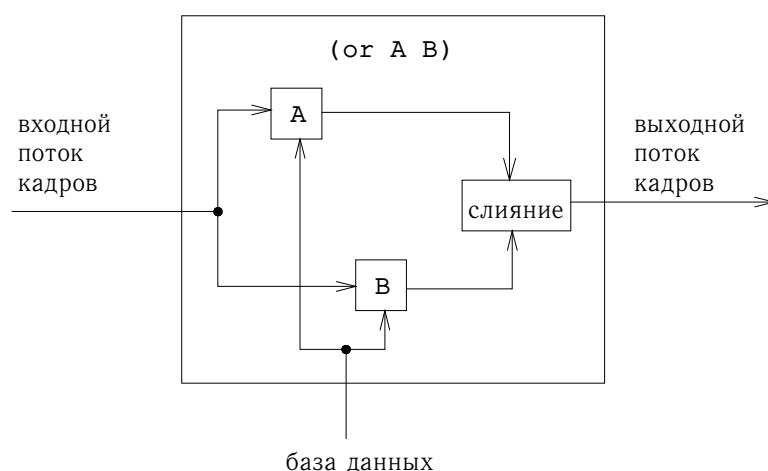 (or A B)
входной
поток
кадров
A
выходной
поток
кадров
слияние
B
база данных